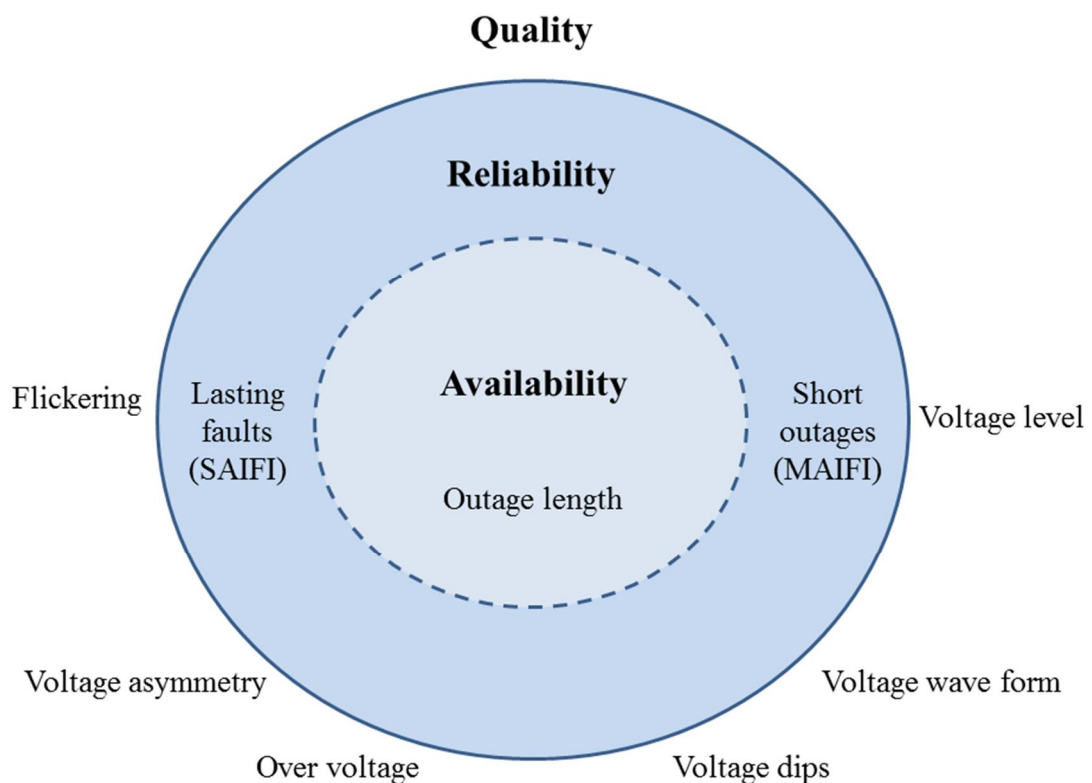 Quality
Reliability
Availability
Flickering
Lasting
faults
(SAIFI)
Short
outages
(MAIFI)
Voltage level
Outage length
Voltage asymmetry
Voltage wave form
Over voltage
Voltage dips